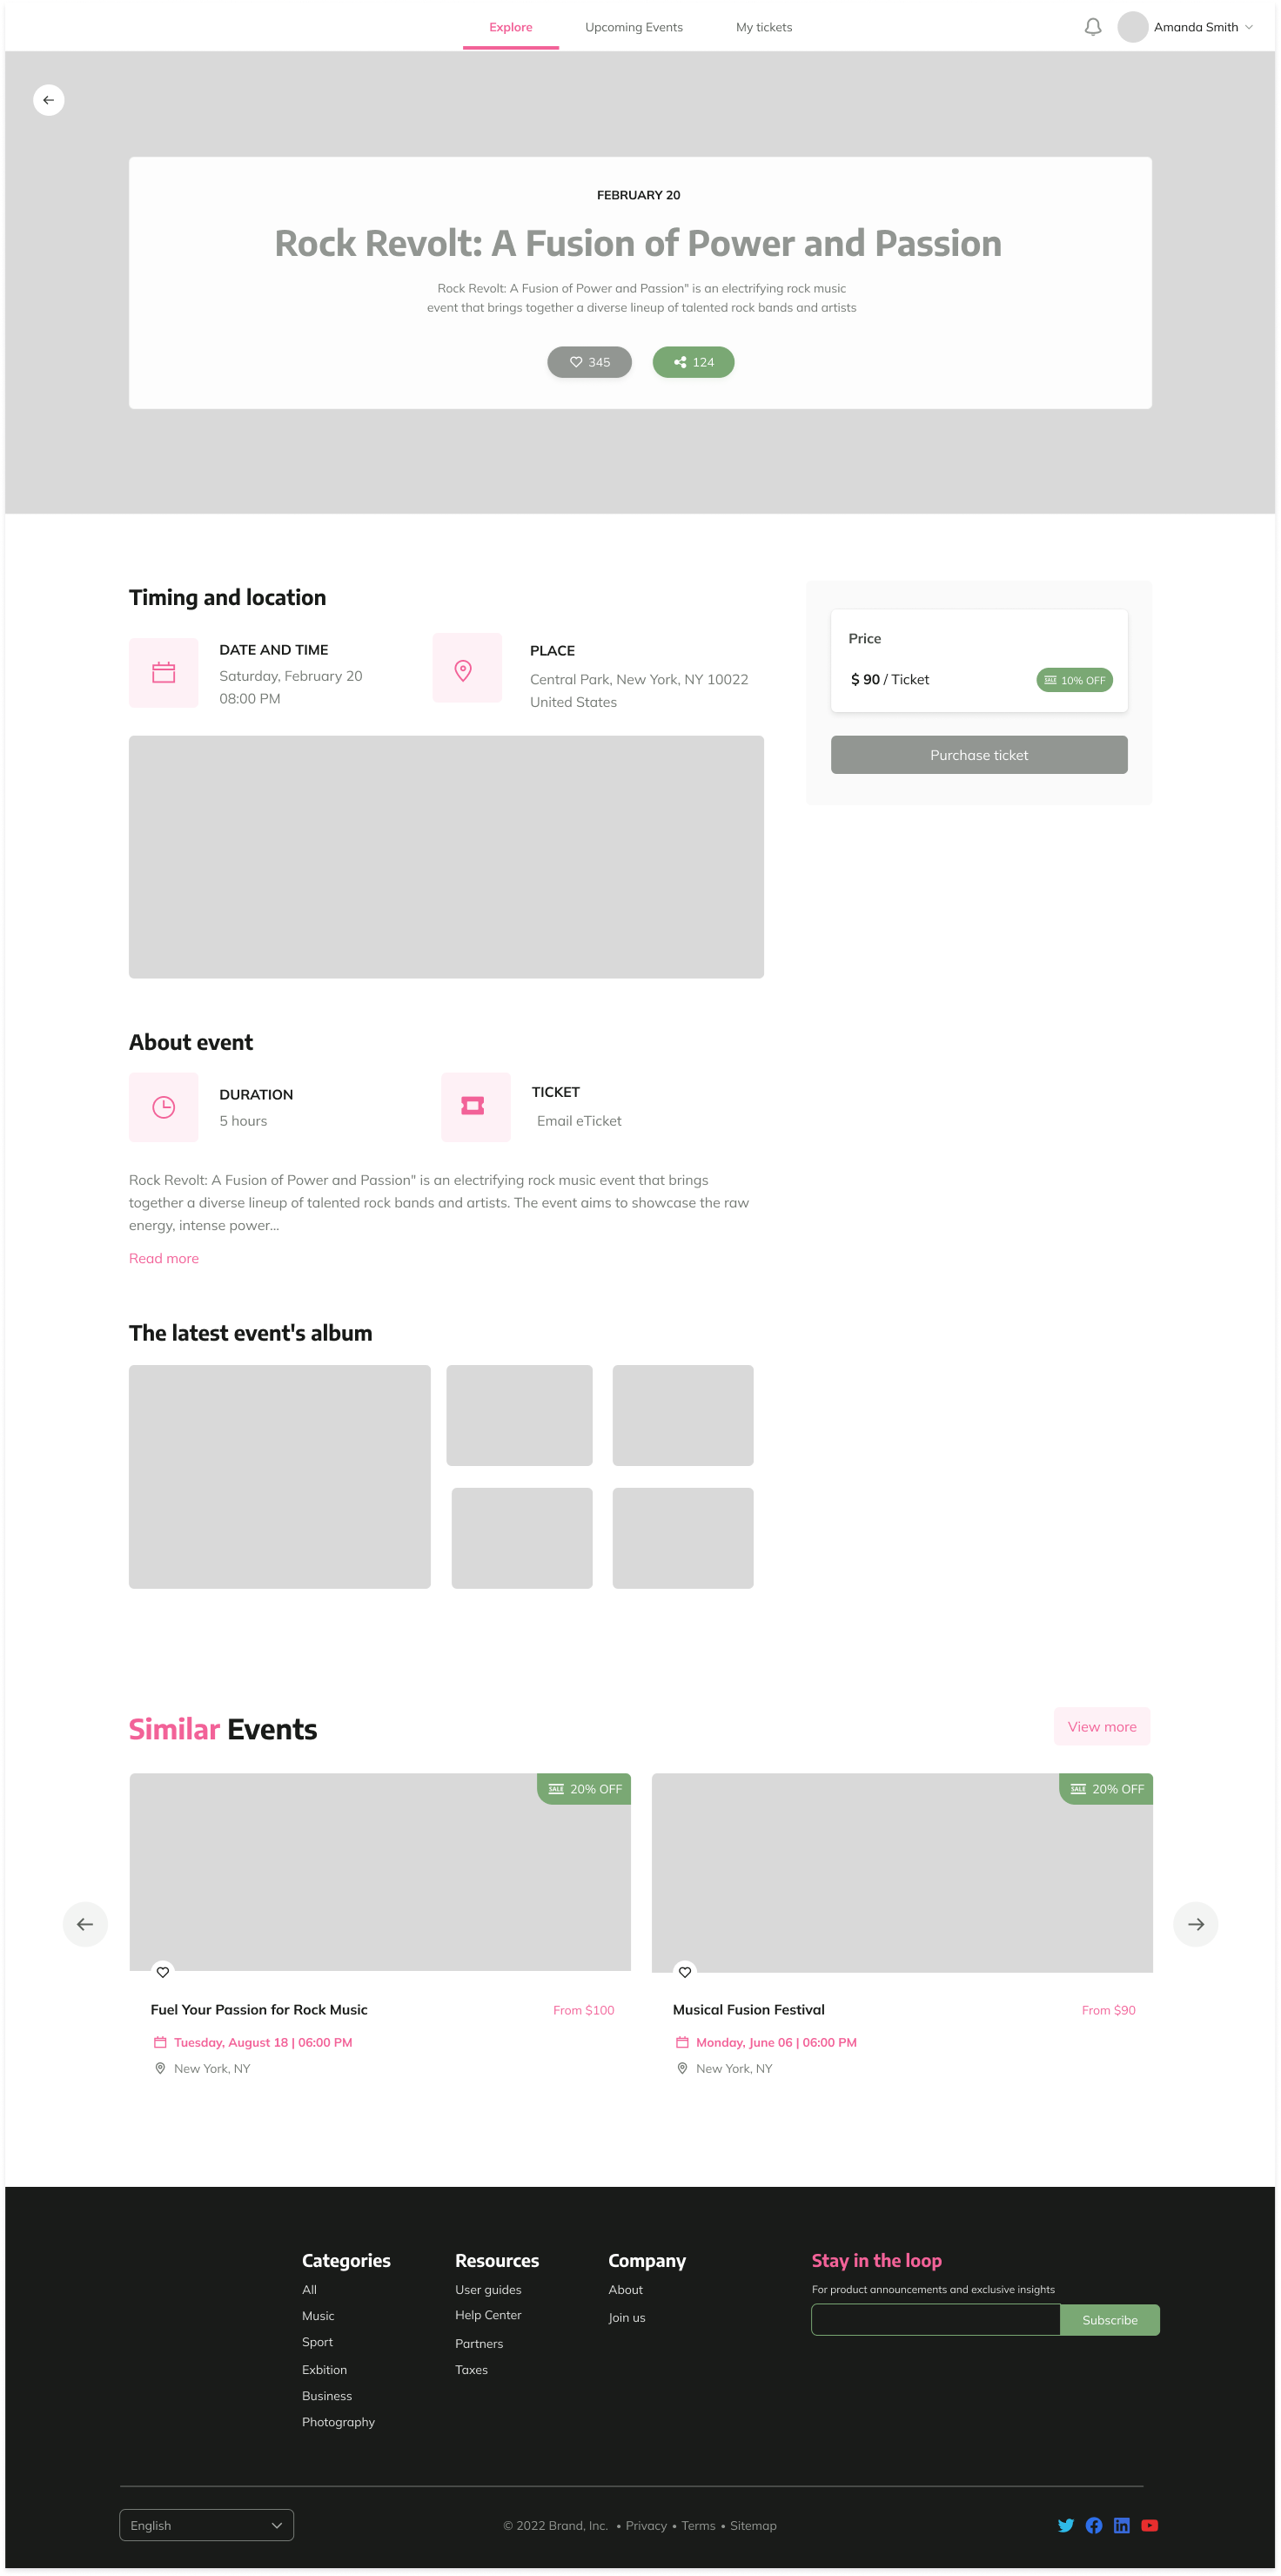 Explore
Upcoming Events
My tickets
Amanda Smith
FEBRUARY 20
Rock Revolt: A Fusion of Power and Passion
Rock Revolt: A Fusion of Power and Passion" is an electrifying rock music
event that brings together a diverse lineup of talented rock bands and artists
345
124
Timing and location
DATE AND TIME
Saturday, February 20
08:00 PM
PLACE
Central Park, New York, NY 10022
United States
Price
$ 90 / Ticket
SALE 10% OFF
Purchase ticket
About event
DURATION
5 hours
TICKET
Email eTicket
Rock Revolt: A Fusion of Power and Passion" is an electrifying rock music event that brings
together a diverse lineup of talented rock bands and artists. The event aims to showcase the raw
energy, intense power...
Read more
The latest event's album
Similar Events
View more
SALE 20% OFF
Fuel Your Passion for Rock Music
From $100
Tuesday, August 18 | 06:00 PM
New York, NY
SALE 20% OFF
Musical Fusion Festival
From $90
Monday, June 06 | 06:00 PM
New York, NY
Categories
All
Music
Sport
Exbition
Business
Photography
Resources
User guides
Help Center
Partners
Taxes
Company
About
Join us
Stay in the loop
For product announcements and exclusive insights
Subscribe
English
© 2022 Brand, Inc. • Privacy • Terms • Sitemap